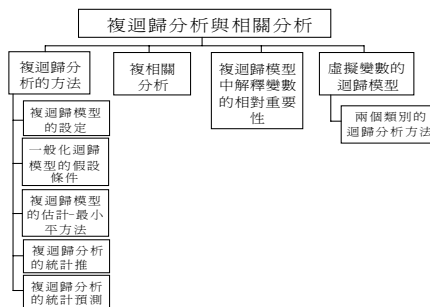 複迴歸分析與相關分析
複迴歸分
析的方法
複相關
分析
複迴歸模型
中解釋變數
的相對重要
性
虛擬變數的
迴歸模型
複迴歸模型
的設定
一般化迴歸
模型的假設
條件
複迴歸模型
的估計-最小
平方法
複迴歸分析
的統計推
複迴歸分析
的統計預測
兩個類別的
迴歸分析方法